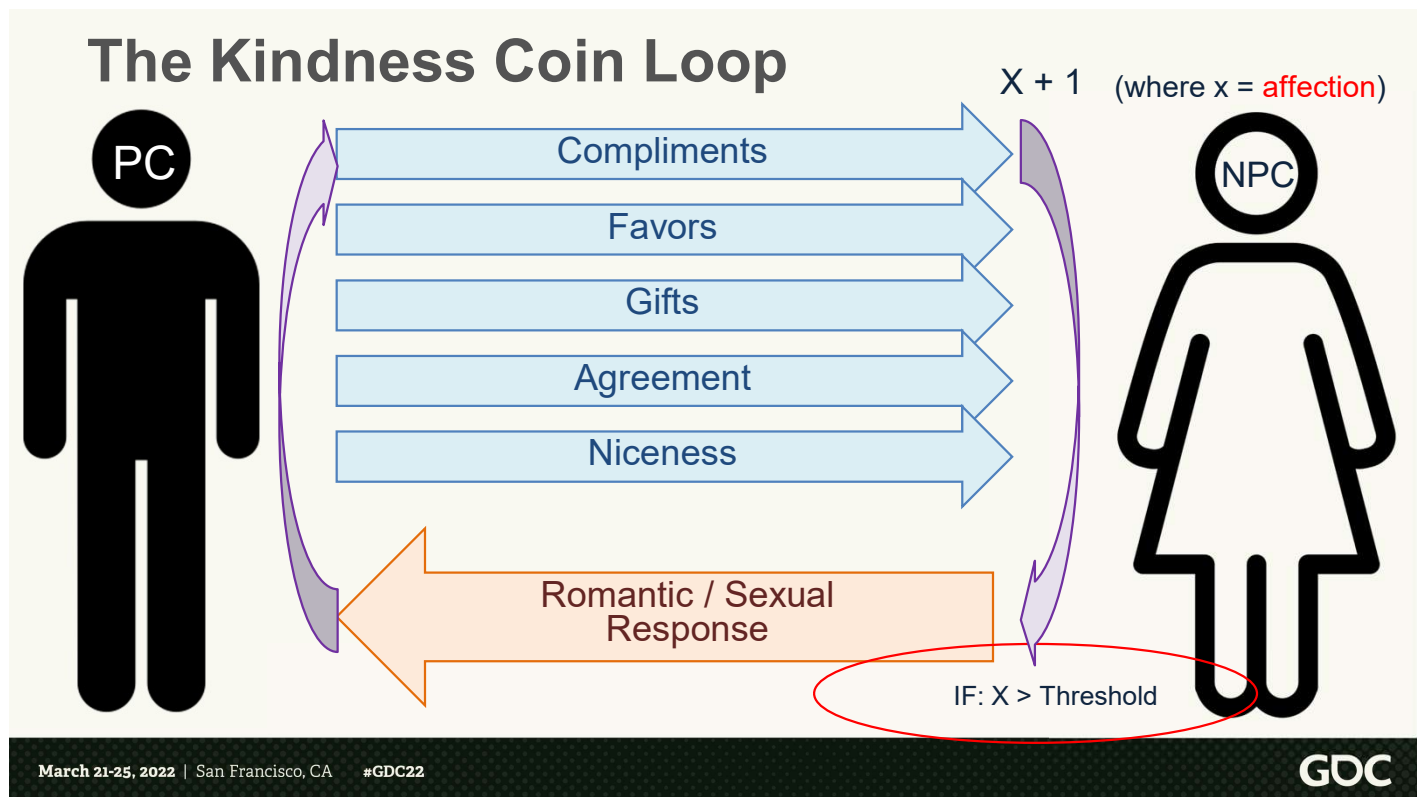 The Kindness Coin Loop
X + 1 (where x = affection)
PC
NPC
Compliments
Favors
Gifts
Agreement
Niceness
Romantic / Sexual
Response
IF: X > Threshold
March 21-25, 2022 | San Francisco, CA #GDC22
GDC